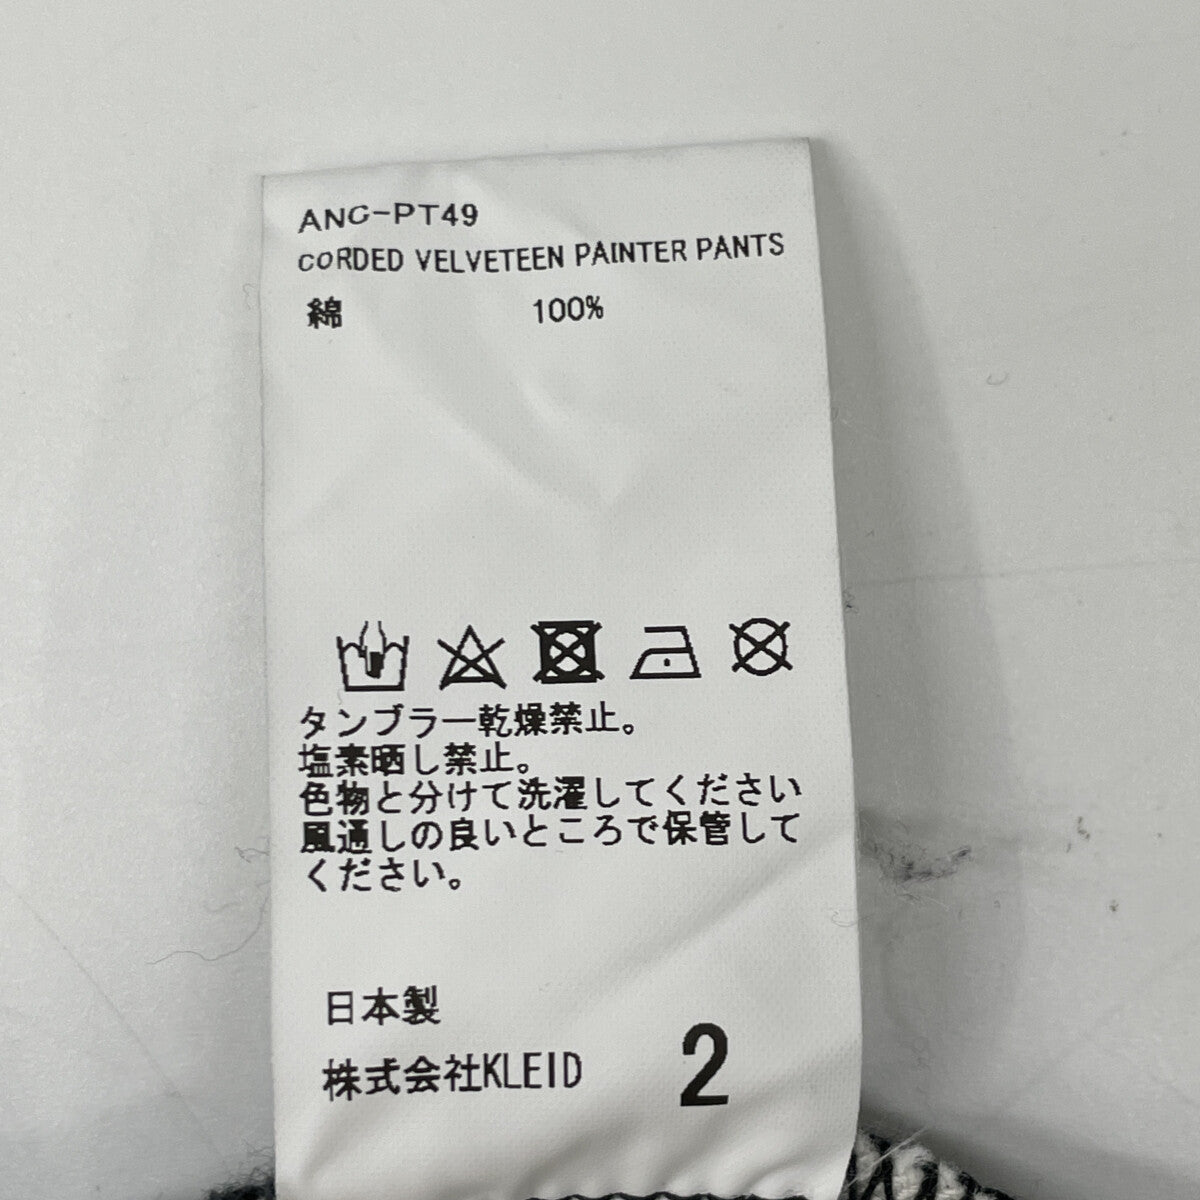 ANC-PT49
CORDED VELVETEEN PAINTER PANTS
綿 100%
タンブラー乾燥禁止。
塩素晒し禁止。
色物と分けて洗濯してください
風通しの良いところで保管して
ください。
日本製
株式会社KLEID 2